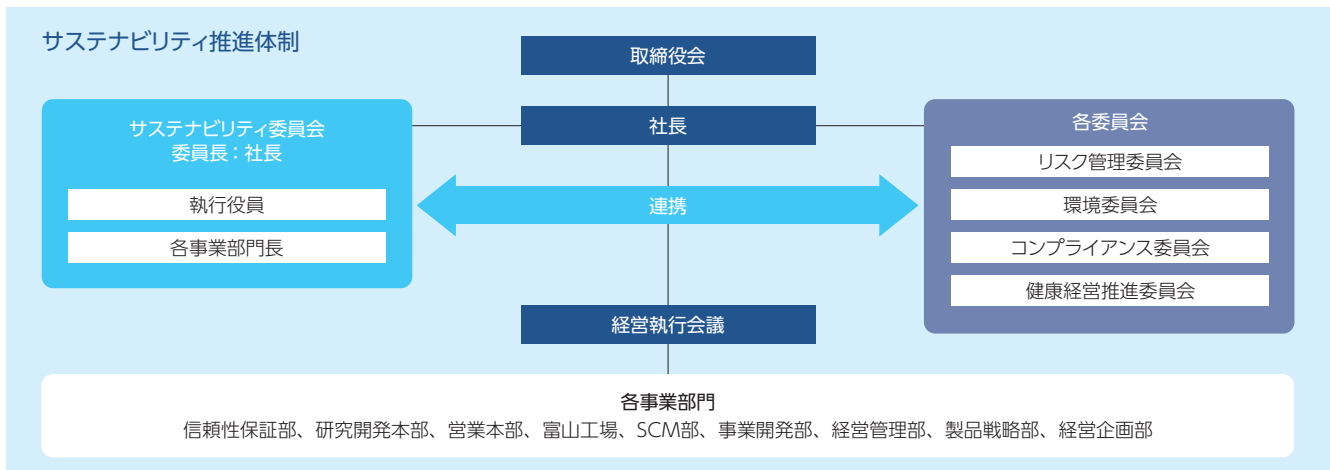 サステナビリティ推進体制
取締役会
社長
サステナビリティ委員会
委員長：社長
執行役員
各事業部門長
連携
各委員会
リスク管理委員会
環境委員会
コンプライアンス委員会
健康経営推進委員会
経営執行会議
各事業部門
信頼性保証部、研究開発本部、営業本部、富山工場、SCM部、事業開発部、経営管理部、製品戦略部、経営企画部